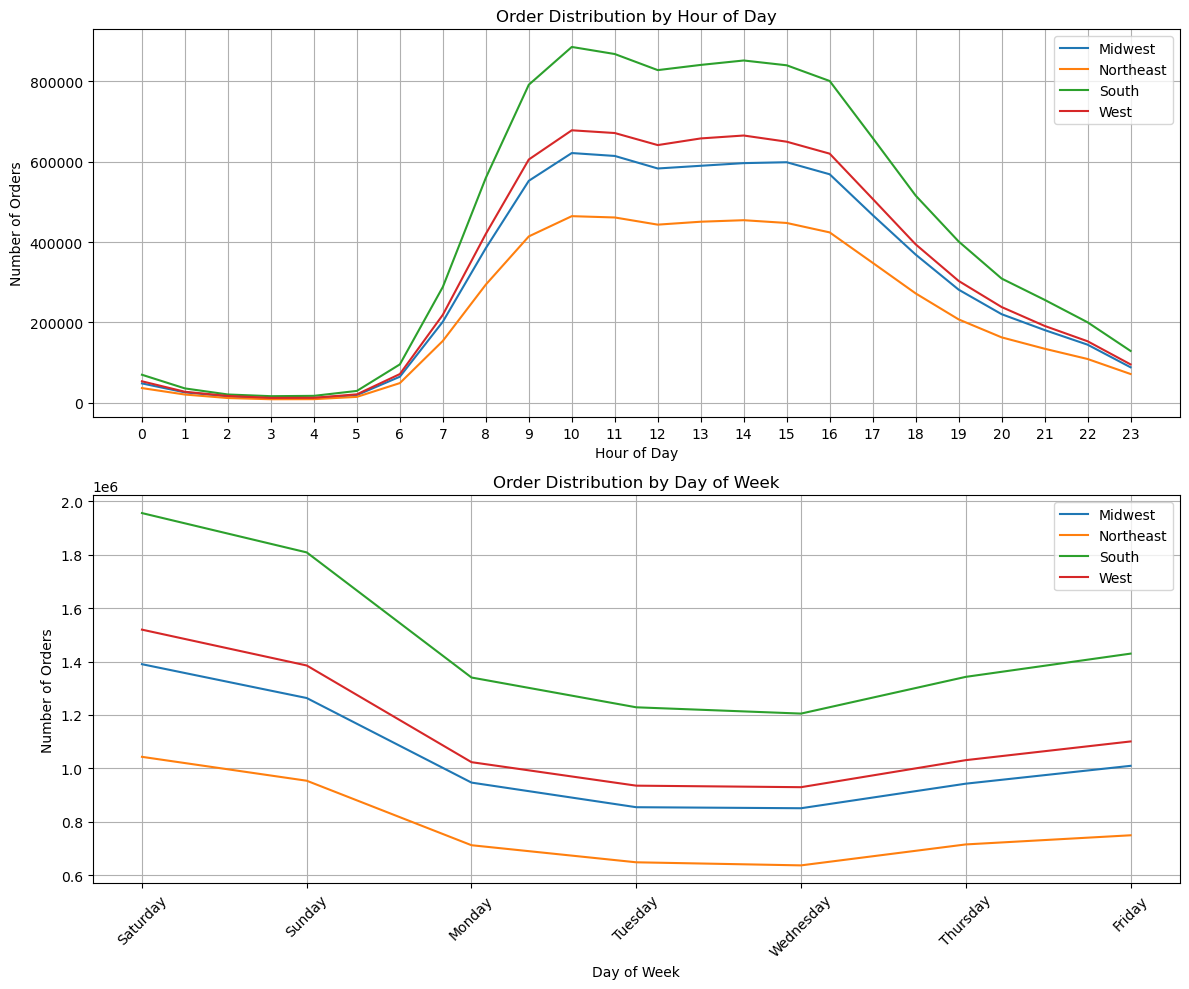 Order Distribution by Hour of Day
Number of Orders
800000
600000
400000
200000
0
Midwest
Northeast
South
West
0 1 2 3 4 5 6 7 8 9 10 11 12 13 14 15 16 17 18 19 20 21 22 23
Hour of Day
Order Distribution by Day of Week
1e6
Number of Orders
2.0
1.8
1.6
1.4
1.2
1.0
0.8
0.6
Midwest
Northeast
South
West
Saturday Sunday Monday Tuesday Wednesday Thursday Friday
Day of Week